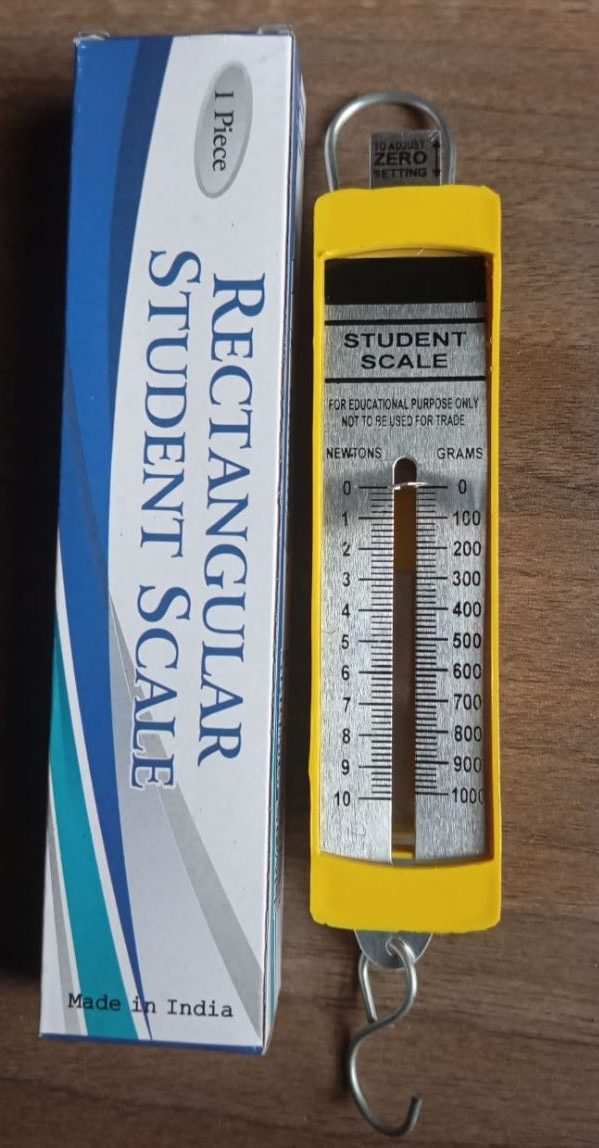 1 Piece
RECTANGULAR
STUDENT SCALE
Made in India
TO ADJUST
ZERO
SETTING
STUDENT
SCALE
FOR EDUCATIONAL PURPOSE ONLY
NOT TO BE USED FOR TRADE
NEWTONS GRAMS
0 0
1 100
2 200
3 300
4 400
5 500
6 600
7 700
8 800
9 900
10 1000